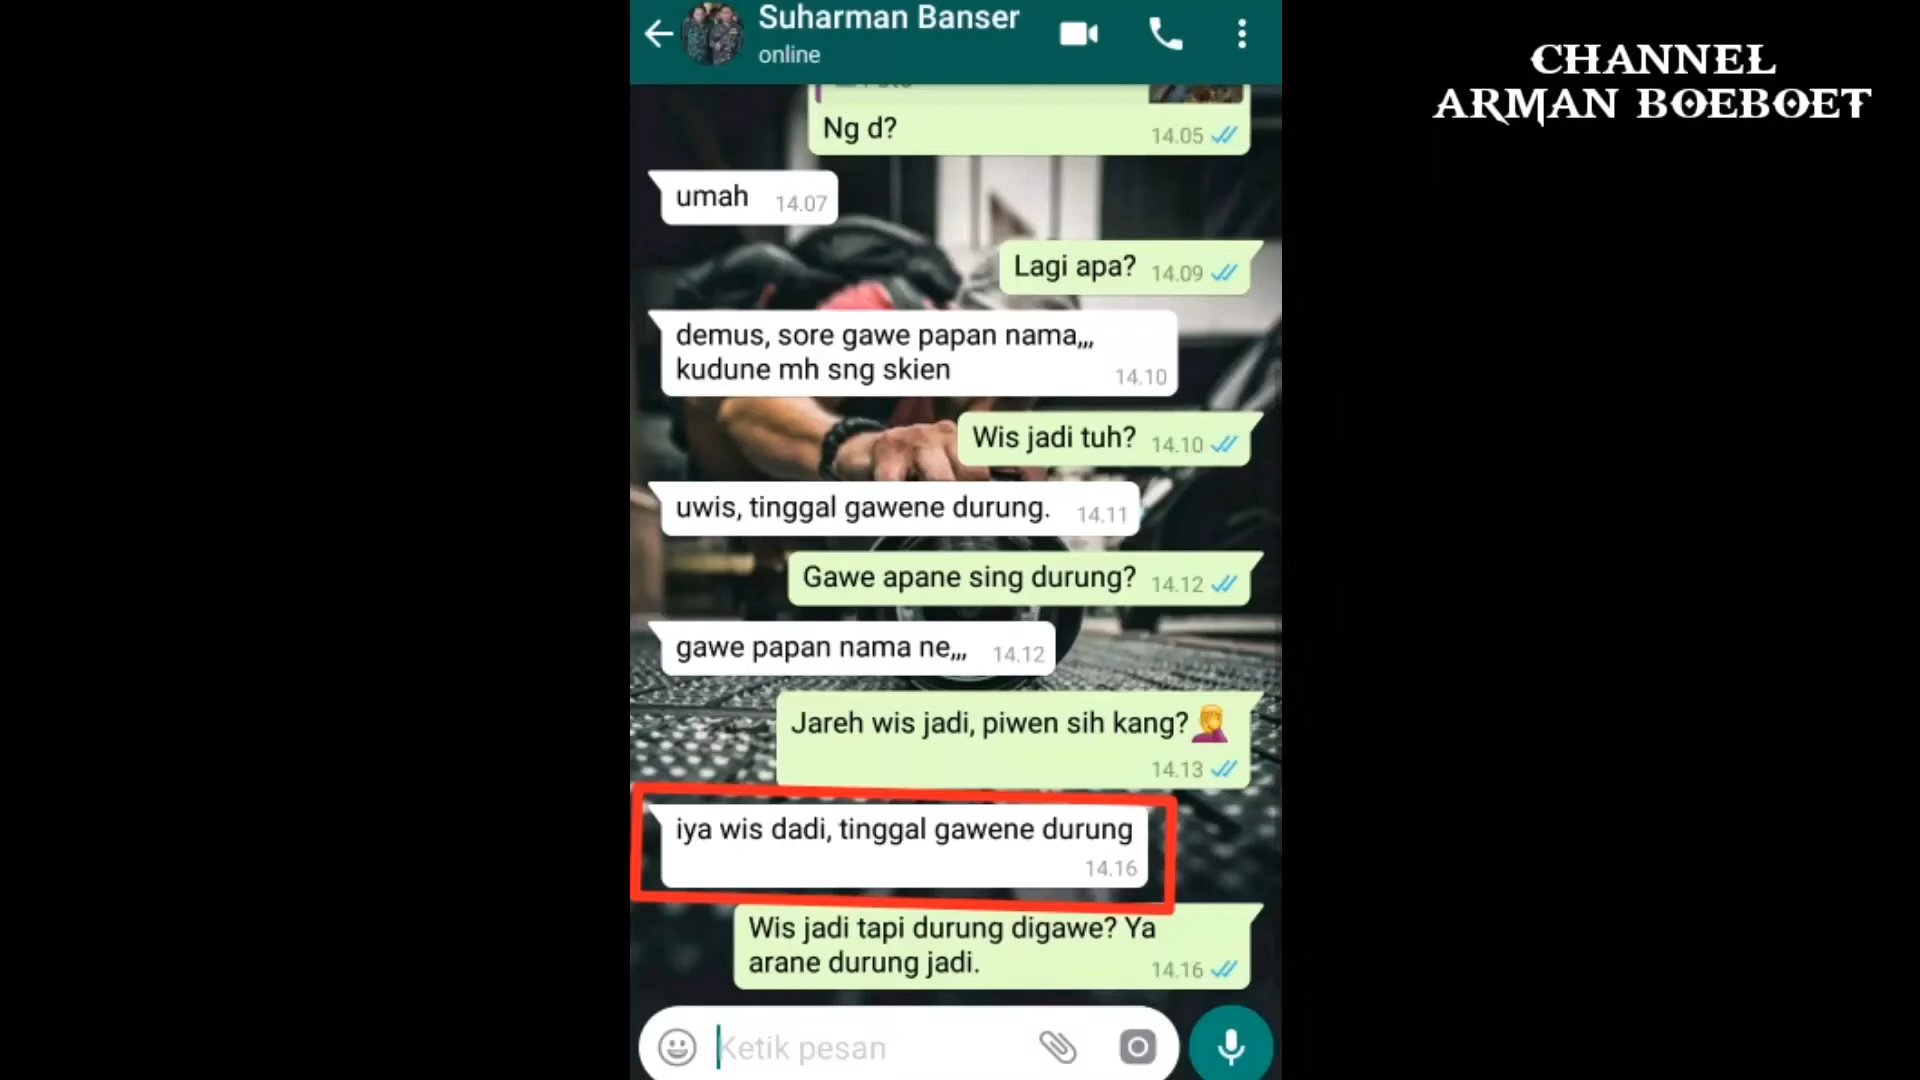 Suharman Banser
online
CHANNEL
ARMAN BOEBOET
Ng d?
14.05
umah
14.07
Lagi apa?
14.09
demus, sore gawe papan nama,,,
kudune mh sng skien
14.10
Wis jadi tuh?
14.10
uwis, tinggal gawene durung.
14.11
Gawe apane sing durung?
14.12
gawe papan nama ne,,,
14.12
Jareh wis jadi, piwen sih kang?🤦
14.13
iya wis dadi, tinggal gawene durung
14.16
Wis jadi tapi durung digawe? Ya
arane durung jadi.
14.16
Ketik pesan